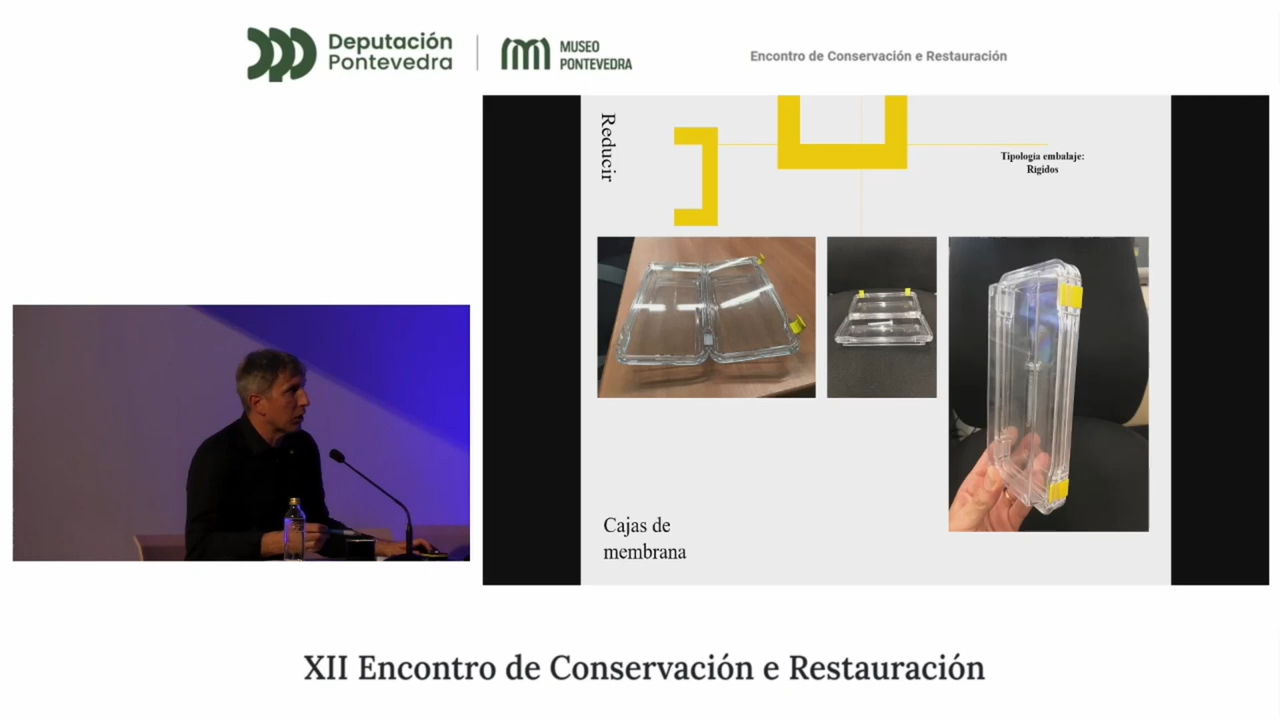 Deputación
Pontevedra
MUSEO
PONTEVEDRA
Encontro de Conservación e Restauración
Reducir
Tipología embalaje:
Rígidos
Cajas de
membrana
XII Encontro de Conservación e Restauración